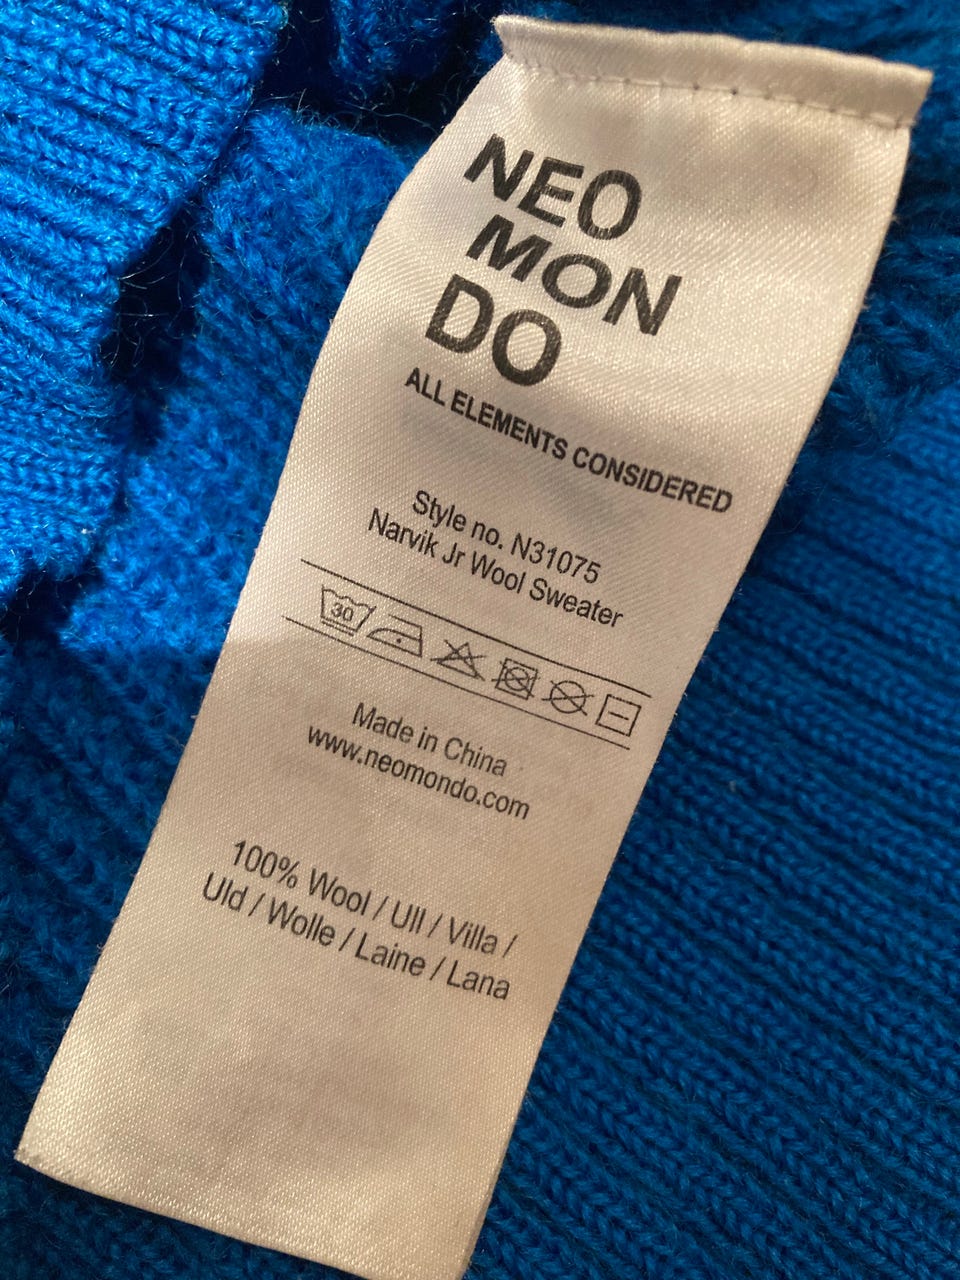 NEO
MON
DO
ALL ELEMENTS CONSIDERED
Style no. N31075
Narvik Jr Wool Sweater
30
Made in China
www.neomondo.com
100% Wool / Ull / Villa /
Uld / Wolle / Laine / Lana